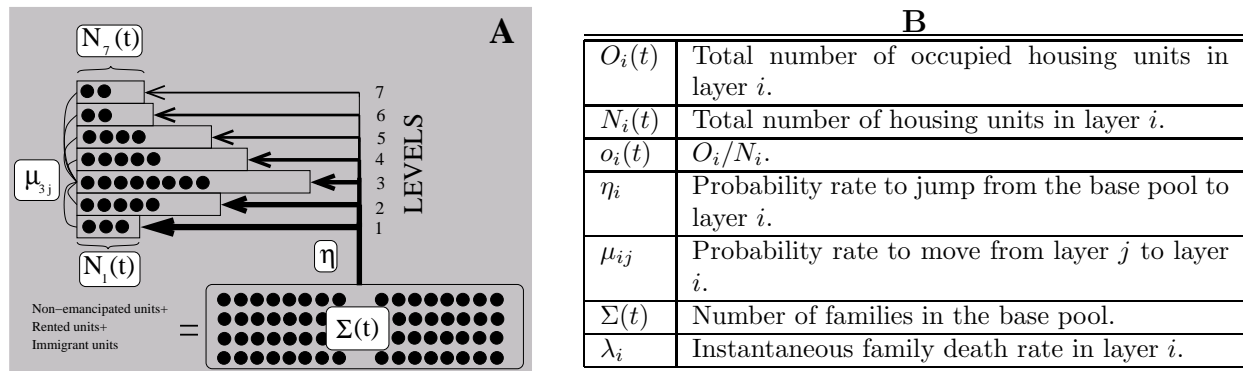 A
N₇(t)
7
6
5
4
3
2
1
LEVELS
μ₃ⱼ
N₁(t)
η
Non−emancipated units+
Rented units+
Immigrant units
=
Σ(t)
B
Oᵢ(t) Total number of occupied housing units in
layer i.
Nᵢ(t) Total number of housing units in layer i.
oᵢ(t) Oᵢ/Nᵢ.
ηᵢ Probability rate to jump from the base pool to
layer i.
μᵢⱼ Probability rate to move from layer j to layer
i.
Σ(t) Number of families in the base pool.
λᵢ Instantaneous family death rate in layer i.